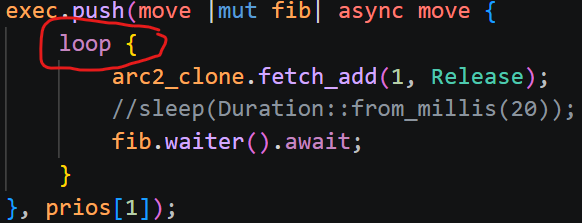 exec.push(move |mut fib| async move {
loop {
arc2_clone.fetch_add(1, Release);
//sleep(Duration::from_millis(20));
fib.waiter().await;
}
}, prios[1]);